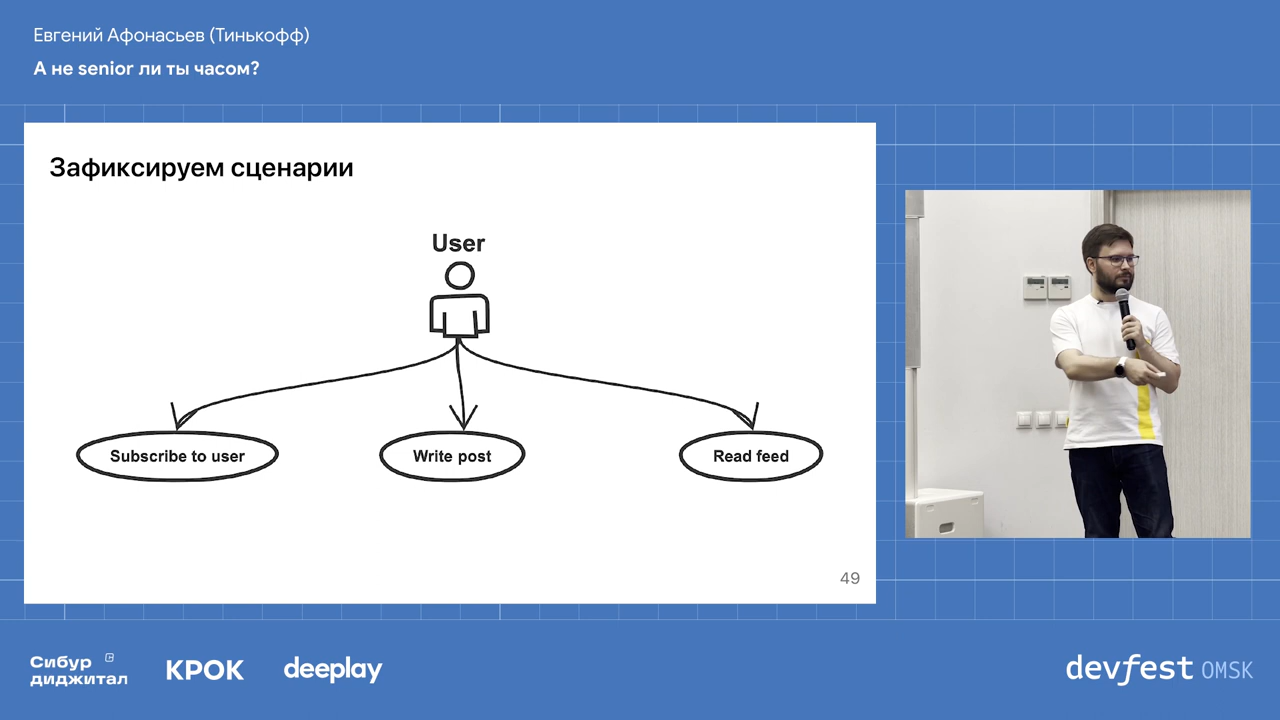 Евгений Афонасьев (Тинькофф)
А не senior ли ты часом?
Зафиксируем сценарии
User
Subscribe to user
Write post
Read feed
49
Сибур
диджитал
КРОК
deeplay
devfest OMSK